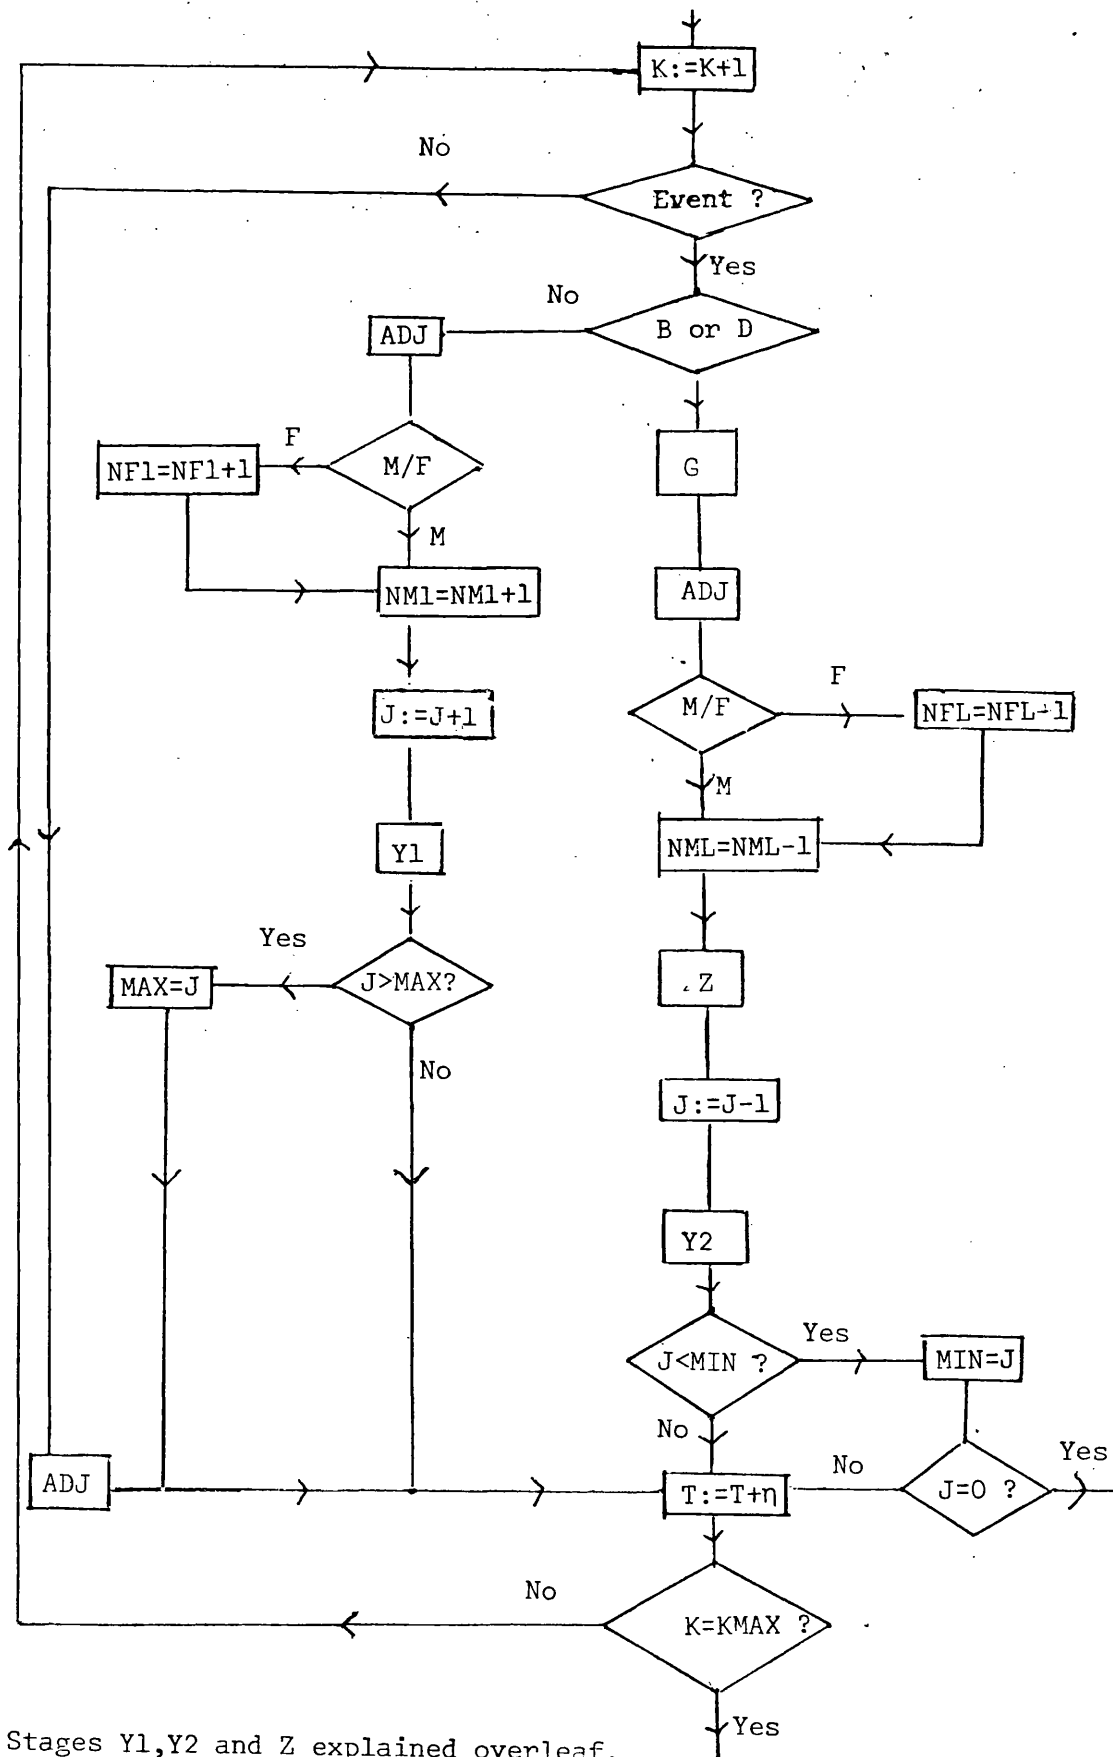 K:=K+1
No
Event ?
Yes
No
B or D
ADJ
F
M/F
NF1=NF1+1
G
M
NM1=NM1+1
ADJ
F
M/F
NFL=NFL-1
J:=J+1
M
NML=NML-1
Y1
Yes
J>MAX?
MAX=J
Z
No
J:=J-1
Y2
Yes
J<MIN ?
MIN=J
No
Yes
No
ADJ
T:=T+η
J=0 ?
No
K=KMAX ?
Yes
Stages Y1,Y2 and Z explained overleaf.